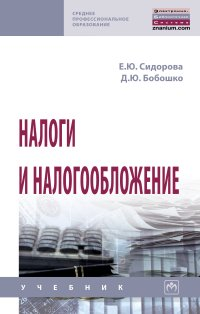 СРЕДНЕЕ
ПРОФЕССИОНАЛЬНОЕ
ОБРАЗОВАНИЕ
Электронно-
Библиотечная
Система
znanium.com
Е.Ю. Сидорова
Д.Ю. Бобошко
НАЛОГИ
И НАЛОГООБЛОЖЕНИЕ
УЧЕБНИК